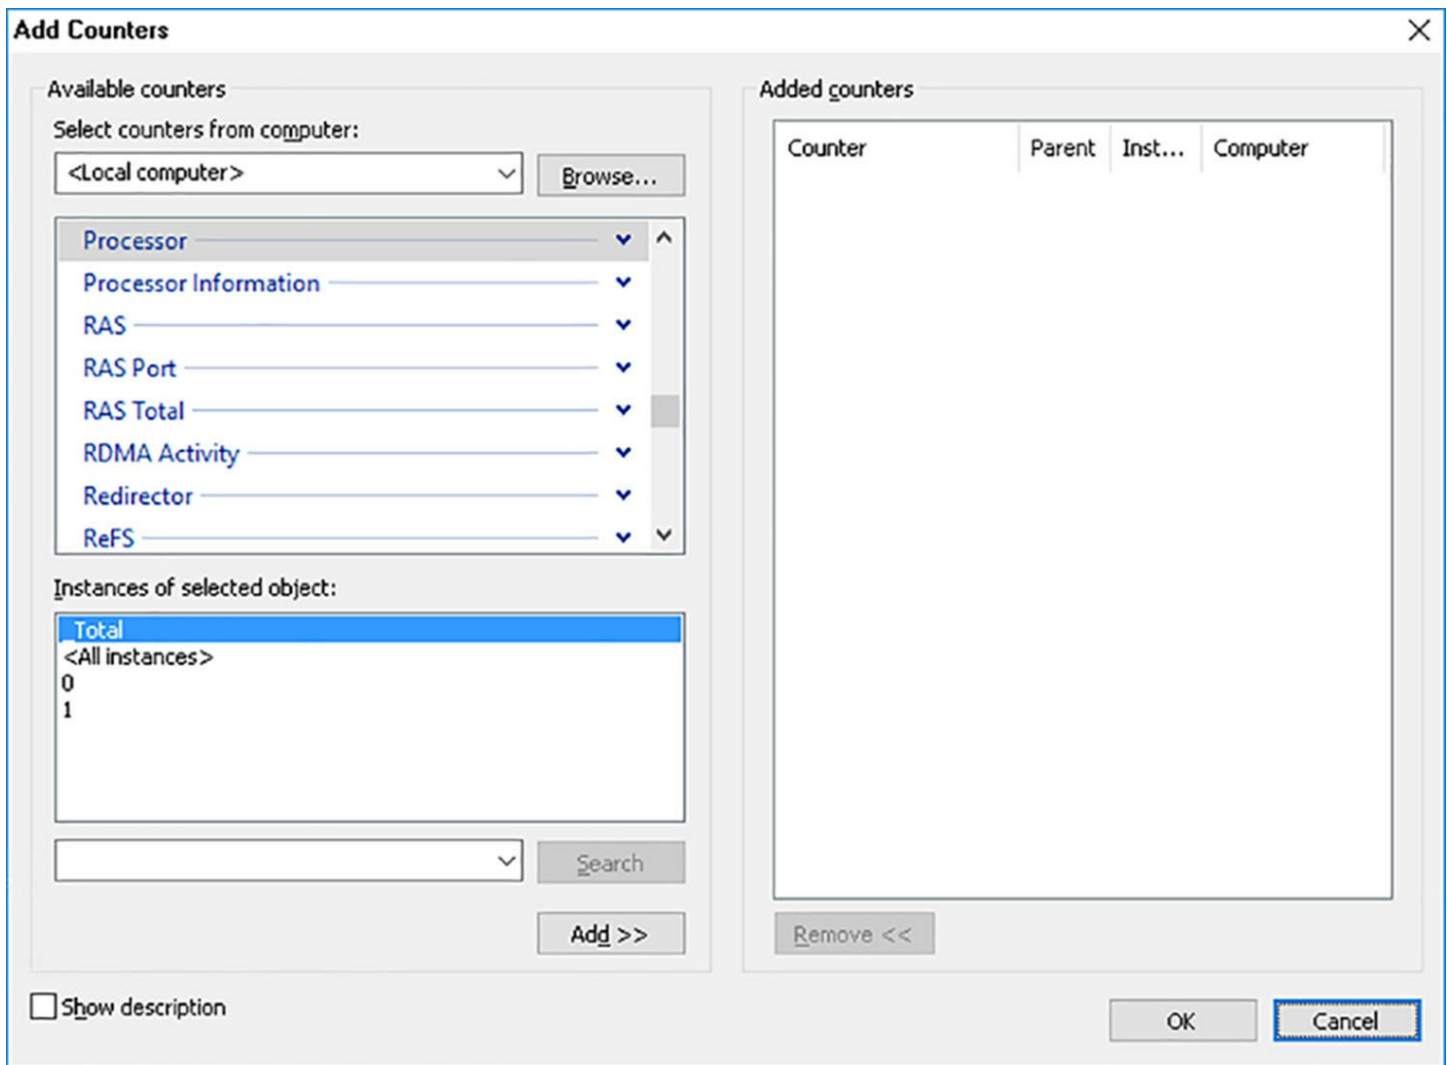 Add Counters
Available counters
Select counters from computer:
<Local computer>
Browse...
Processor
Processor Information
RAS
RAS Port
RAS Total
RDMA Activity
Redirector
ReFS
Instances of selected object:
_Total
<All instances>
0
1
Search
Add >>
Show description
Added counters
Counter Parent Inst... Computer
Remove <<
OK Cancel